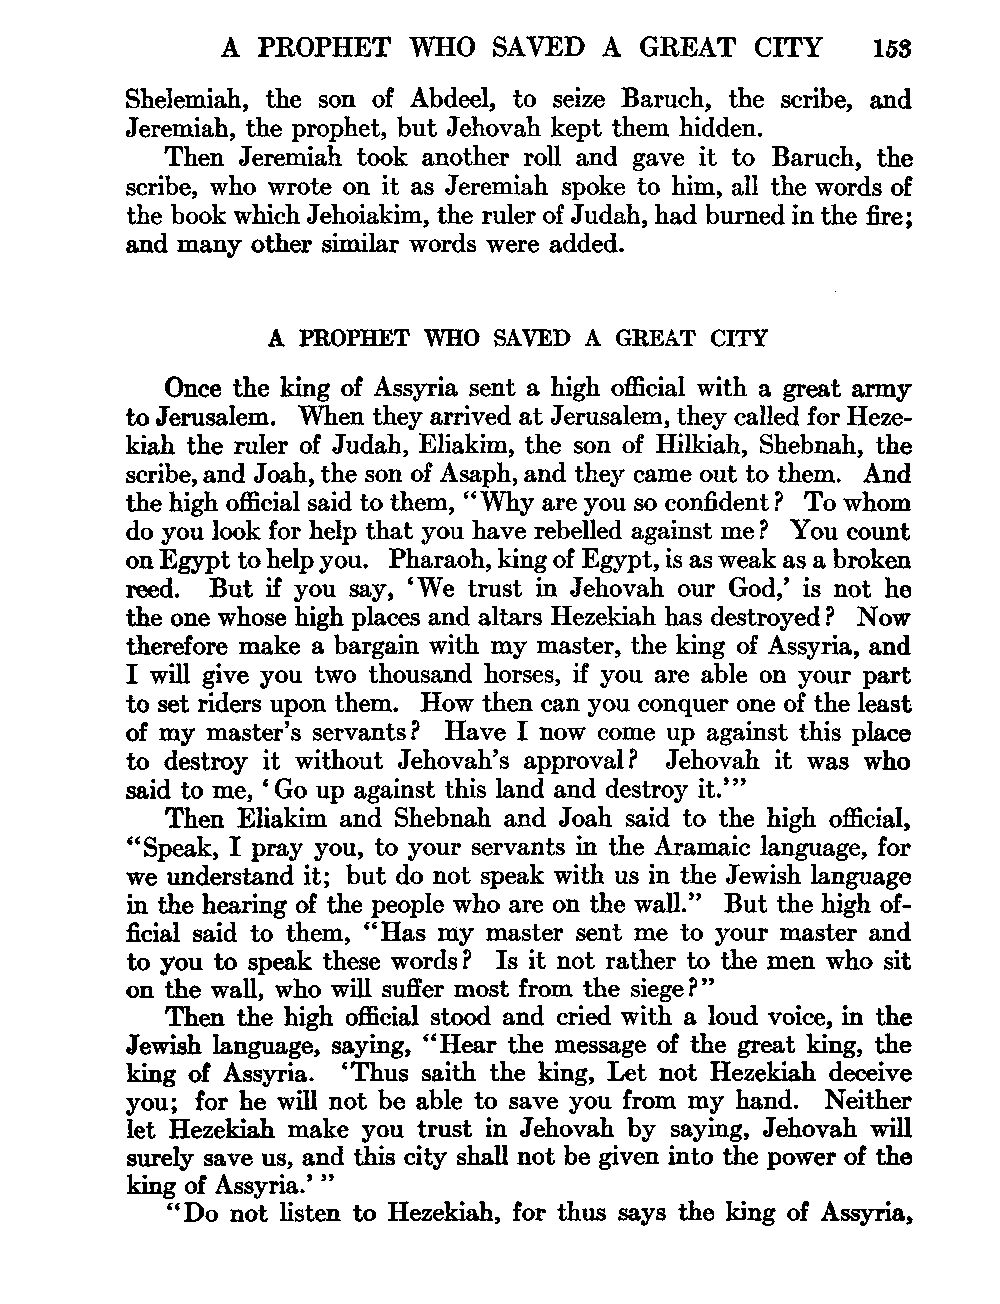 A PROPHET WHO SAVED A GREAT CITY 153
Shelemiah, the son of Abdeel, to seize Baruch, the scribe, and
Jeremiah, the prophet, but Jehovah kept them hidden.
Then Jeremiah took another roll and gave it to Baruch, the
scribe, who wrote on it as Jeremiah spoke to him, all the words of
the book which Jehoiakim, the ruler of Judah, had burned in the fire;
and many other similar words were added.
A PROPHET WHO SAVED A GREAT CITY
Once the king of Assyria sent a high official with a great army
to Jerusalem. When they arrived at Jerusalem, they called for Heze-
kiah the ruler of Judah, Eliakim, the son of Hilkiah, Shebnah, the
scribe, and Joah, the son of Asaph, and they came out to them. And
the high official said to them, “Why are you so confident? To whom
do you look for help that you have rebelled against me? You count
on Egypt to help you. Pharaoh, king of Egypt, is as weak as a broken
reed. But if you say, ‘We trust in Jehovah our God,’ is not he
the one whose high places and altars Hezekiah has destroyed? Now
therefore make a bargain with my master, the king of Assyria, and
I will give you two thousand horses, if you are able on your part
to set riders upon them. How then can you conquer one of the least
of my master’s servants? Have I now come up against this place
to destroy it without Jehovah’s approval? Jehovah it was who
said to me, ‘Go up against this land and destroy it.’”
Then Eliakim and Shebnah and Joah said to the high official,
“Speak, I pray you, to your servants in the Aramaic language, for
we understand it; but do not speak with us in the Jewish language
in the hearing of the people who are on the wall.” But the high of-
ficial said to them, “Has my master sent me to your master and
to you to speak these words? Is it not rather to the men who sit
on the wall, who will suffer most from the siege?”
Then the high official stood and cried with a loud voice, in the
Jewish language, saying, “Hear the message of the great king, the
king of Assyria. ‘Thus saith the king, Let not Hezekiah deceive
you; for he will not be able to save you from my hand. Neither
let Hezekiah make you trust in Jehovah by saying, Jehovah will
surely save us, and this city shall not be given into the power of the
king of Assyria.’ ”
“Do not listen to Hezekiah, for thus says the king of Assyria,